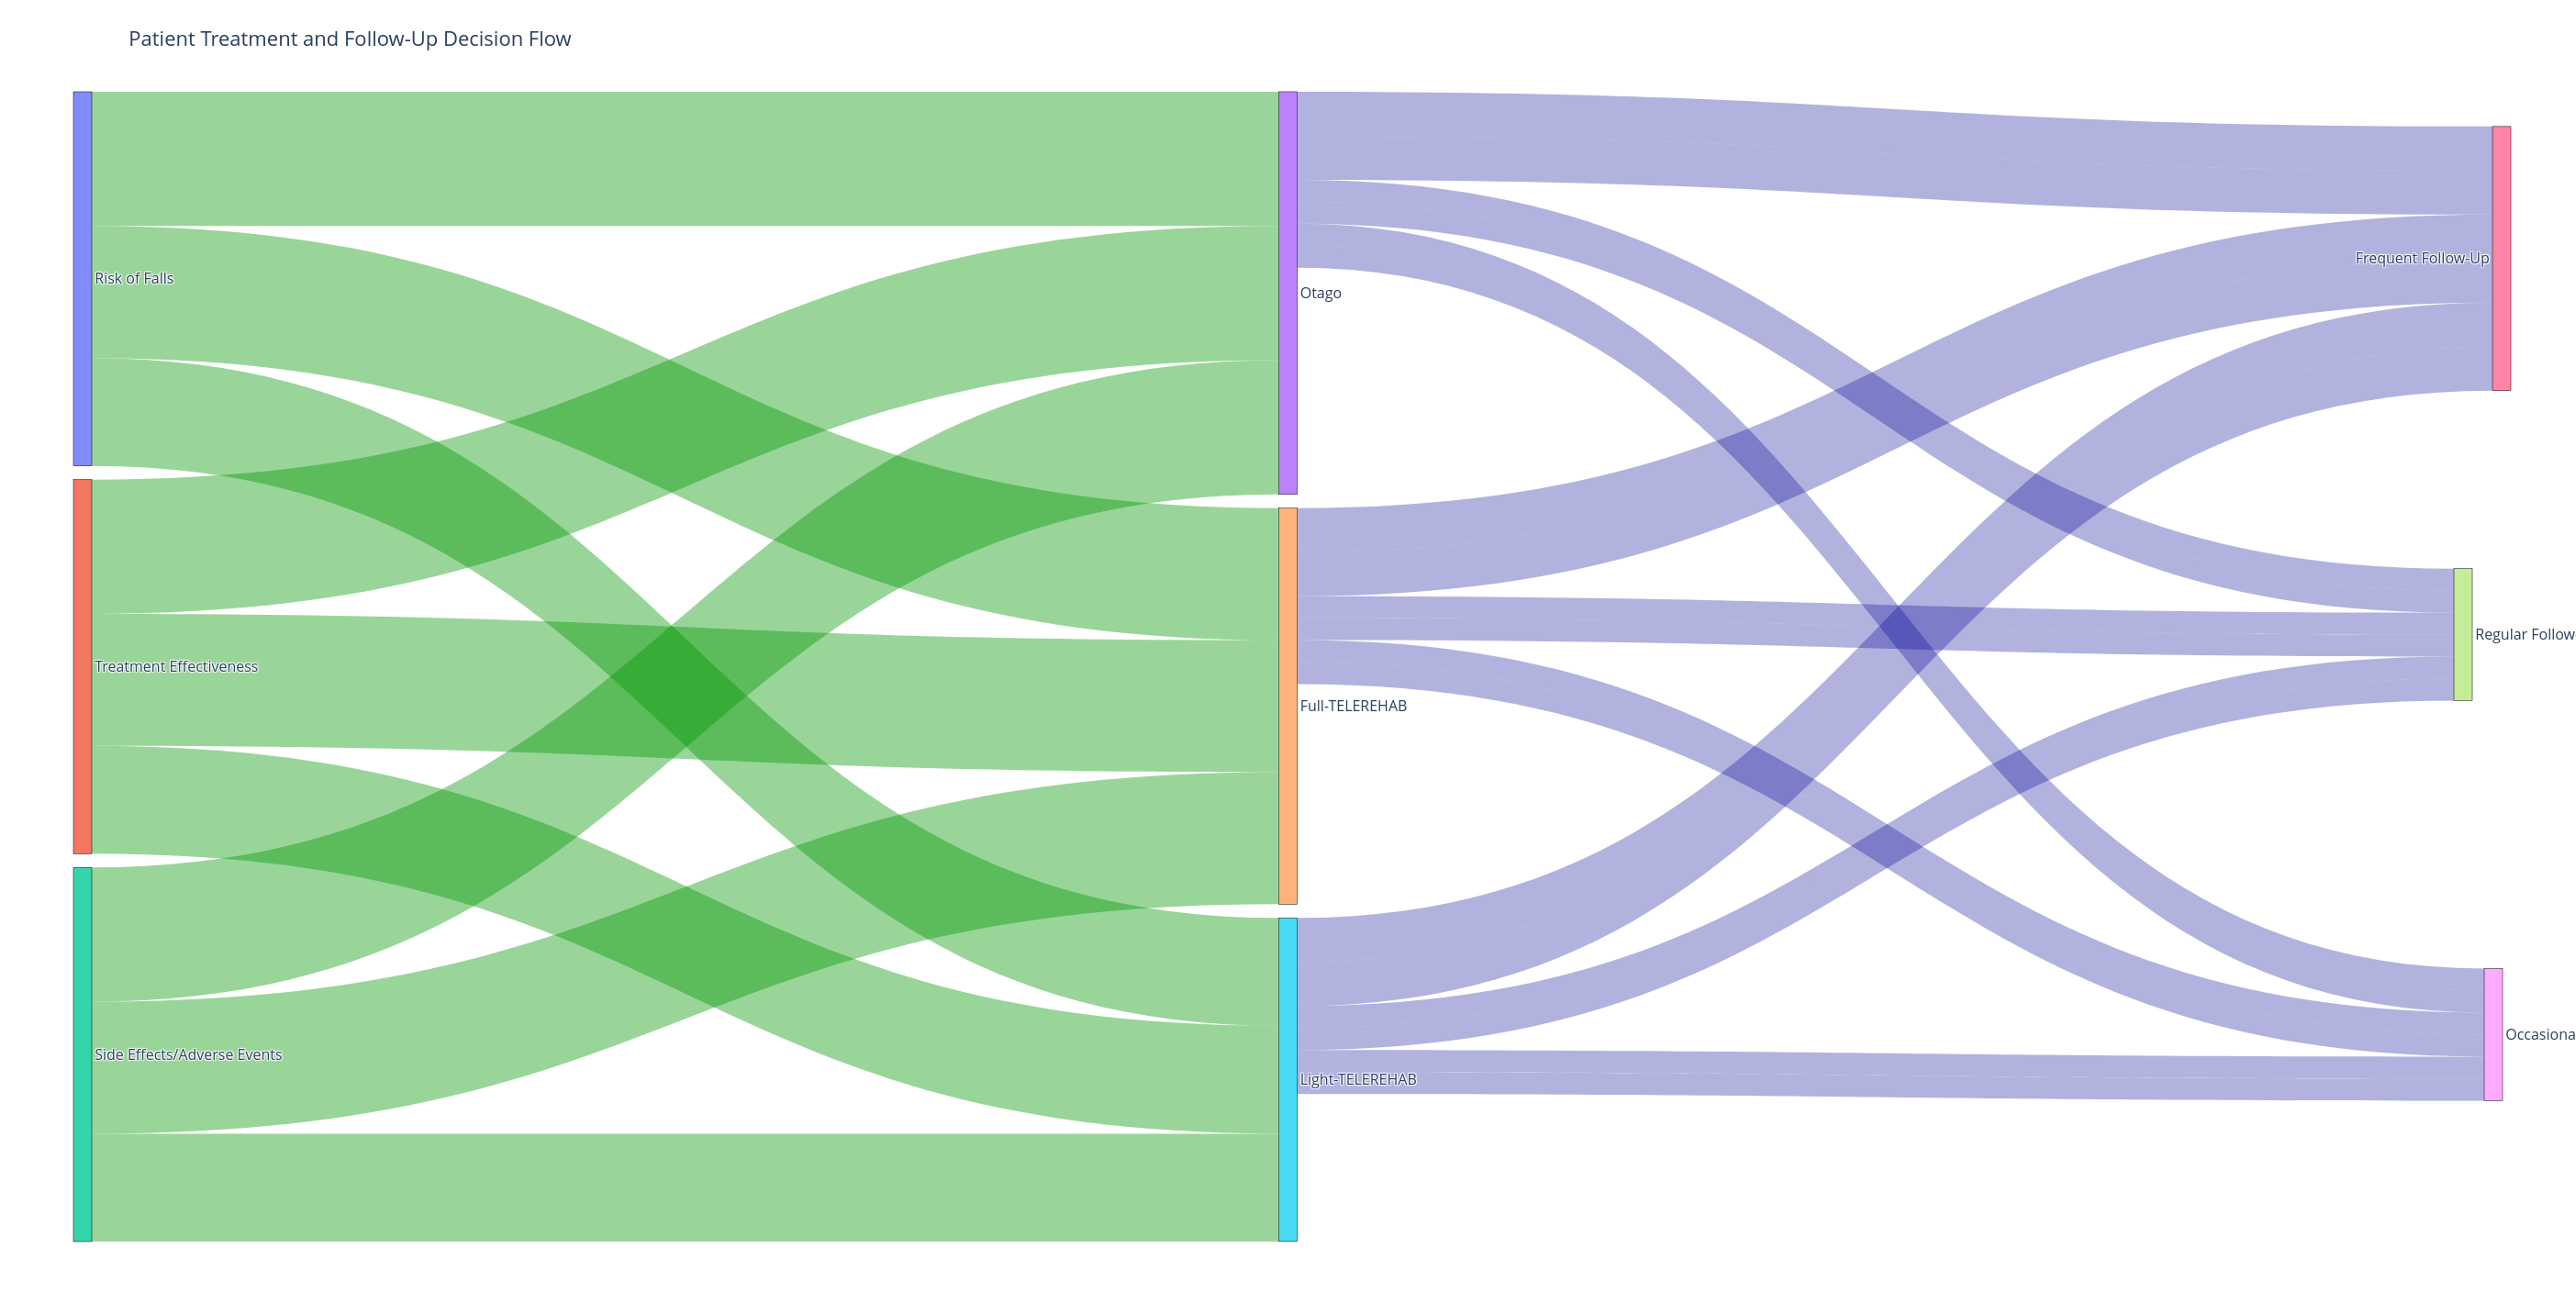 Patient Treatment and Follow-Up Decision Flow
Risk of Falls
Treatment Effectiveness
Side Effects/Adverse Events
Otago
Full-TELEREHAB
Light-TELEREHAB
Frequent Follow-Up
Regular Follow
Occasiona